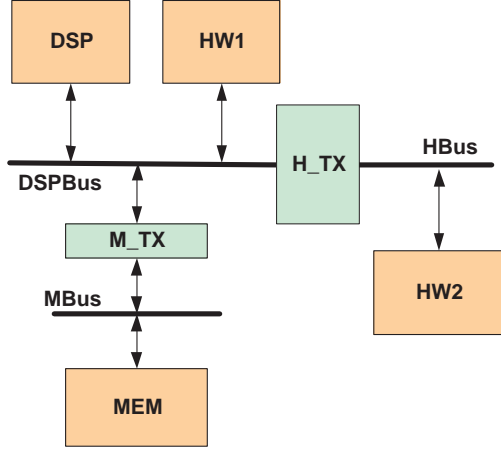 DSP
HW1
HBus
H_TX
DSPBus
M_TX
MBus
HW2
MEM